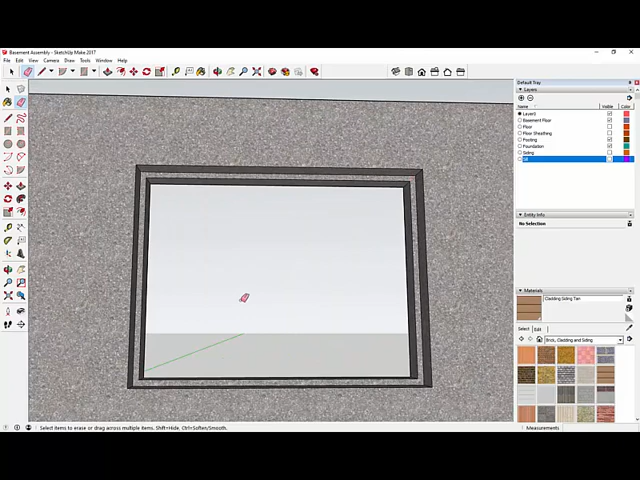 Basement Assembly - SketchUp Make 2017
File Edit View Camera Draw Tools Window Help
Default Tray
Layers
Name Visible Color
Layer0
Basement Floor
Floor
Floor Sheathing
Footing
Foundation
Siding
Sill
Entity Info
No Selection
Materials
Cladding Siding Tan
Select Edit
Brick, Cladding and Siding
Select items to erase or drag across multiple items. Shift=Hide, Ctrl=Soften/Smooth.
Measurements